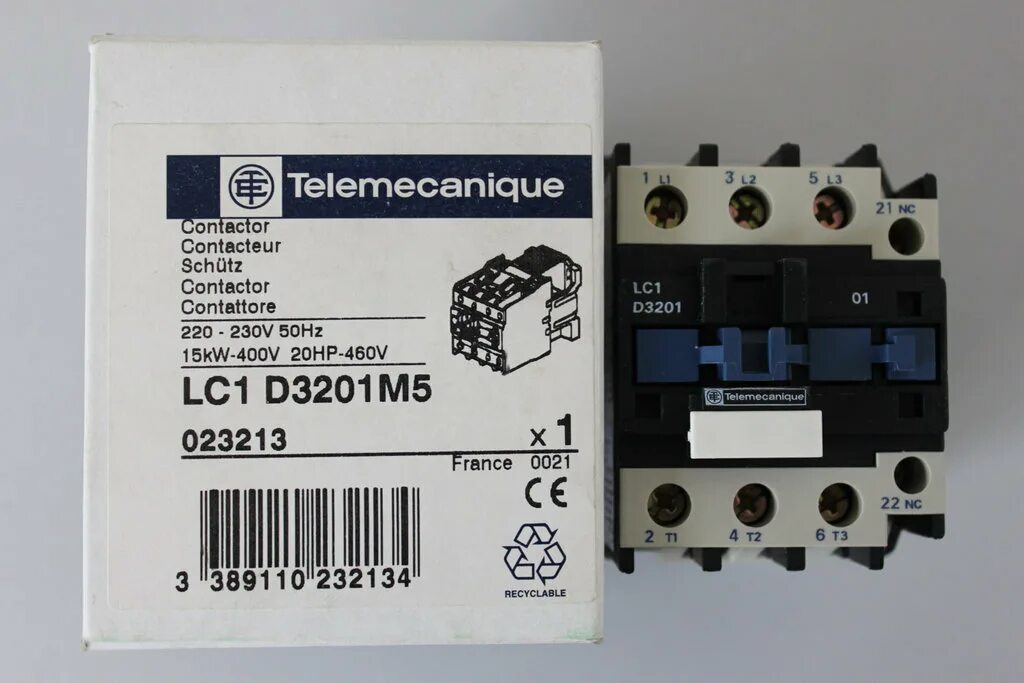 Telemecanique
Contactor
Contacteur
Schütz
Contactor
Contattore
220 - 230V 50Hz
15kW-400V 20HP-460V
LC1 D3201M5
023213 x 1
France 0021
CE
3 389110 232134
RECYCLABLE
1 L1 3 L2 5 L3
21 NC
LC1
D3201
01
Telemecanique
22 NC
2 T1 4 T2 6 T3